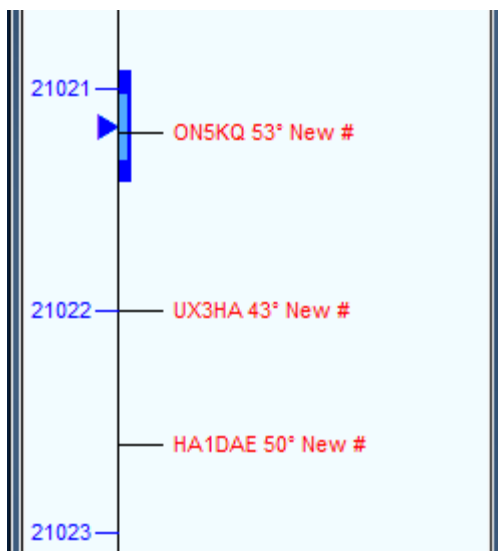 21021
ON5KQ 53° New #
21022
UX3HA 43° New #
HA1DAE 50° New #
21023